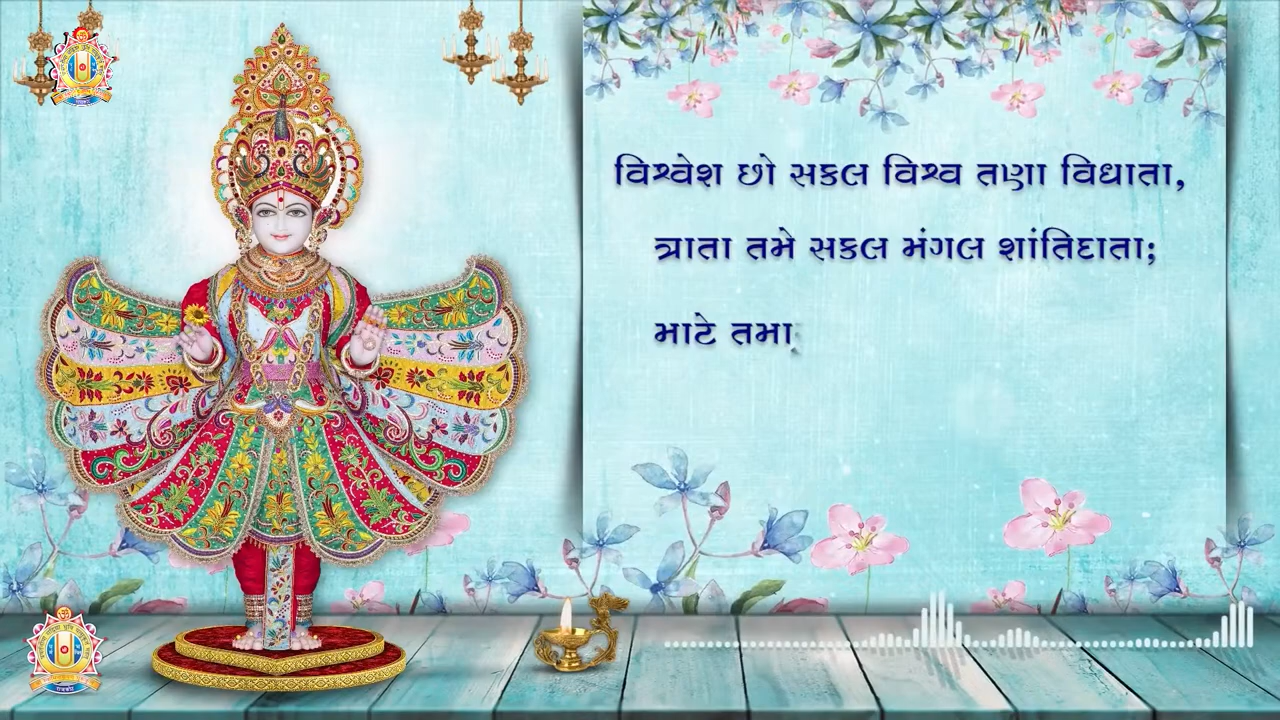 વિશ્વેશ છો સકલ વિશ્વ તણા વિધાતા,
ત્રાતા તમે સકલ મંગલ શાંતિદાતા;
માટે તમા